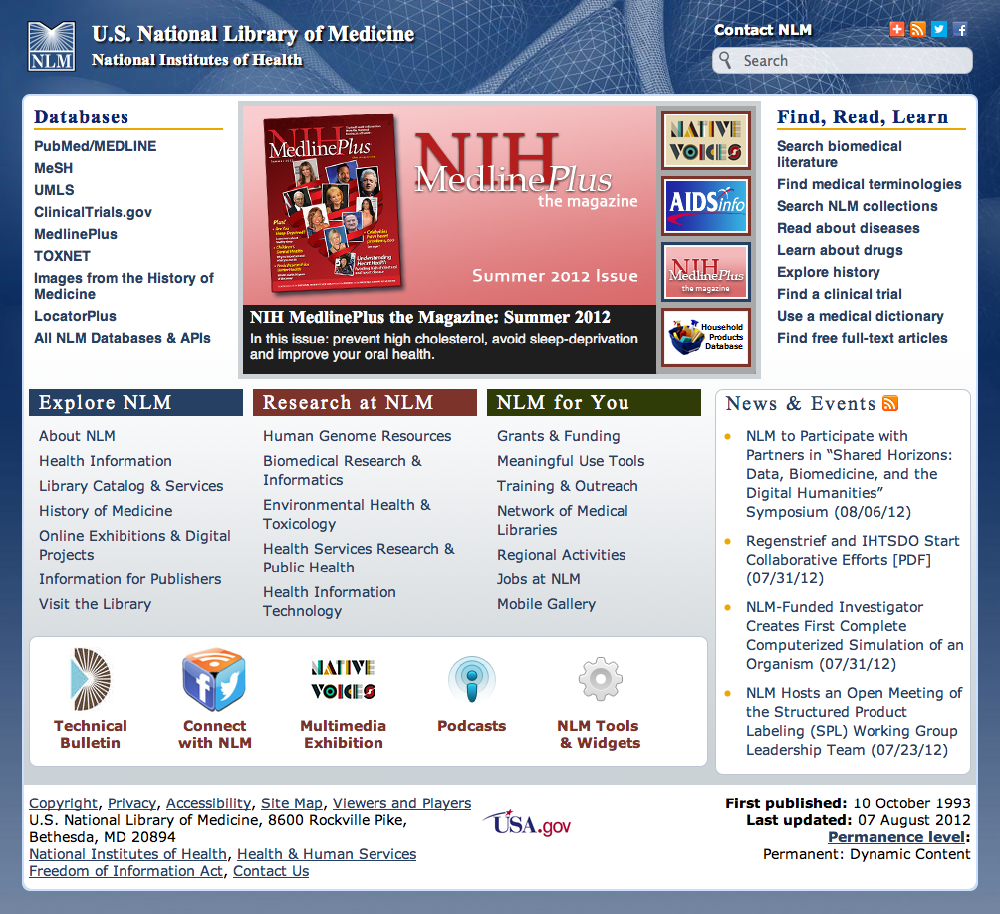 NLM
U.S. National Library of Medicine
National Institutes of Health
Contact NLM
Search
Databases
PubMed/MEDLINE
MeSH
UMLS
ClinicalTrials.gov
MedlinePlus
TOXNET
Images from the History of
Medicine
LocatorPlus
All NLM Databases & APIs
NIH
MedlinePlus
Understanding
Heart Health
NIH
MedlinePlus
the magazine
Summer 2012 Issue
NIH MedlinePlus the Magazine: Summer 2012
In this issue: prevent high cholesterol, avoid sleep-deprivation
and improve your oral health.
NATIVE
VOICES
AIDSinfo
NIH
MedlinePlus
the magazine
Household
Products
Database
Find, Read, Learn
Search biomedical
literature
Find medical terminologies
Search NLM collections
Read about diseases
Learn about drugs
Explore history
Find a clinical trial
Use a medical dictionary
Find free full-text articles
Explore NLM
About NLM
Health Information
Library Catalog & Services
History of Medicine
Online Exhibitions & Digital
Projects
Information for Publishers
Visit the Library
Research at NLM
Human Genome Resources
Biomedical Research &
Informatics
Environmental Health &
Toxicology
Health Services Research &
Public Health
Health Information
Technology
NLM for You
Grants & Funding
Meaningful Use Tools
Training & Outreach
Network of Medical
Libraries
Regional Activities
Jobs at NLM
Mobile Gallery
News & Events
NLM to Participate with
Partners in “Shared Horizons:
Data, Biomedicine, and the
Digital Humanities”
Symposium (08/06/12)
Regenstrief and IHTSDO Start
Collaborative Efforts [PDF]
(07/31/12)
NLM-Funded Investigator
Creates First Complete
Computerized Simulation of an
Organism (07/31/12)
NLM Hosts an Open Meeting of
the Structured Product
Labeling (SPL) Working Group
Leadership Team (07/23/12)
Technical
Bulletin
Connect
with NLM
NATIVE
VOICES
Multimedia
Exhibition
Podcasts
NLM Tools
& Widgets
Copyright, Privacy, Accessibility, Site Map, Viewers and Players
U.S. National Library of Medicine, 8600 Rockville Pike,
Bethesda, MD 20894
National Institutes of Health, Health & Human Services
Freedom of Information Act, Contact Us
USA.gov
First published: 10 October 1993
Last updated: 07 August 2012
Permanence level:
Permanent: Dynamic Content